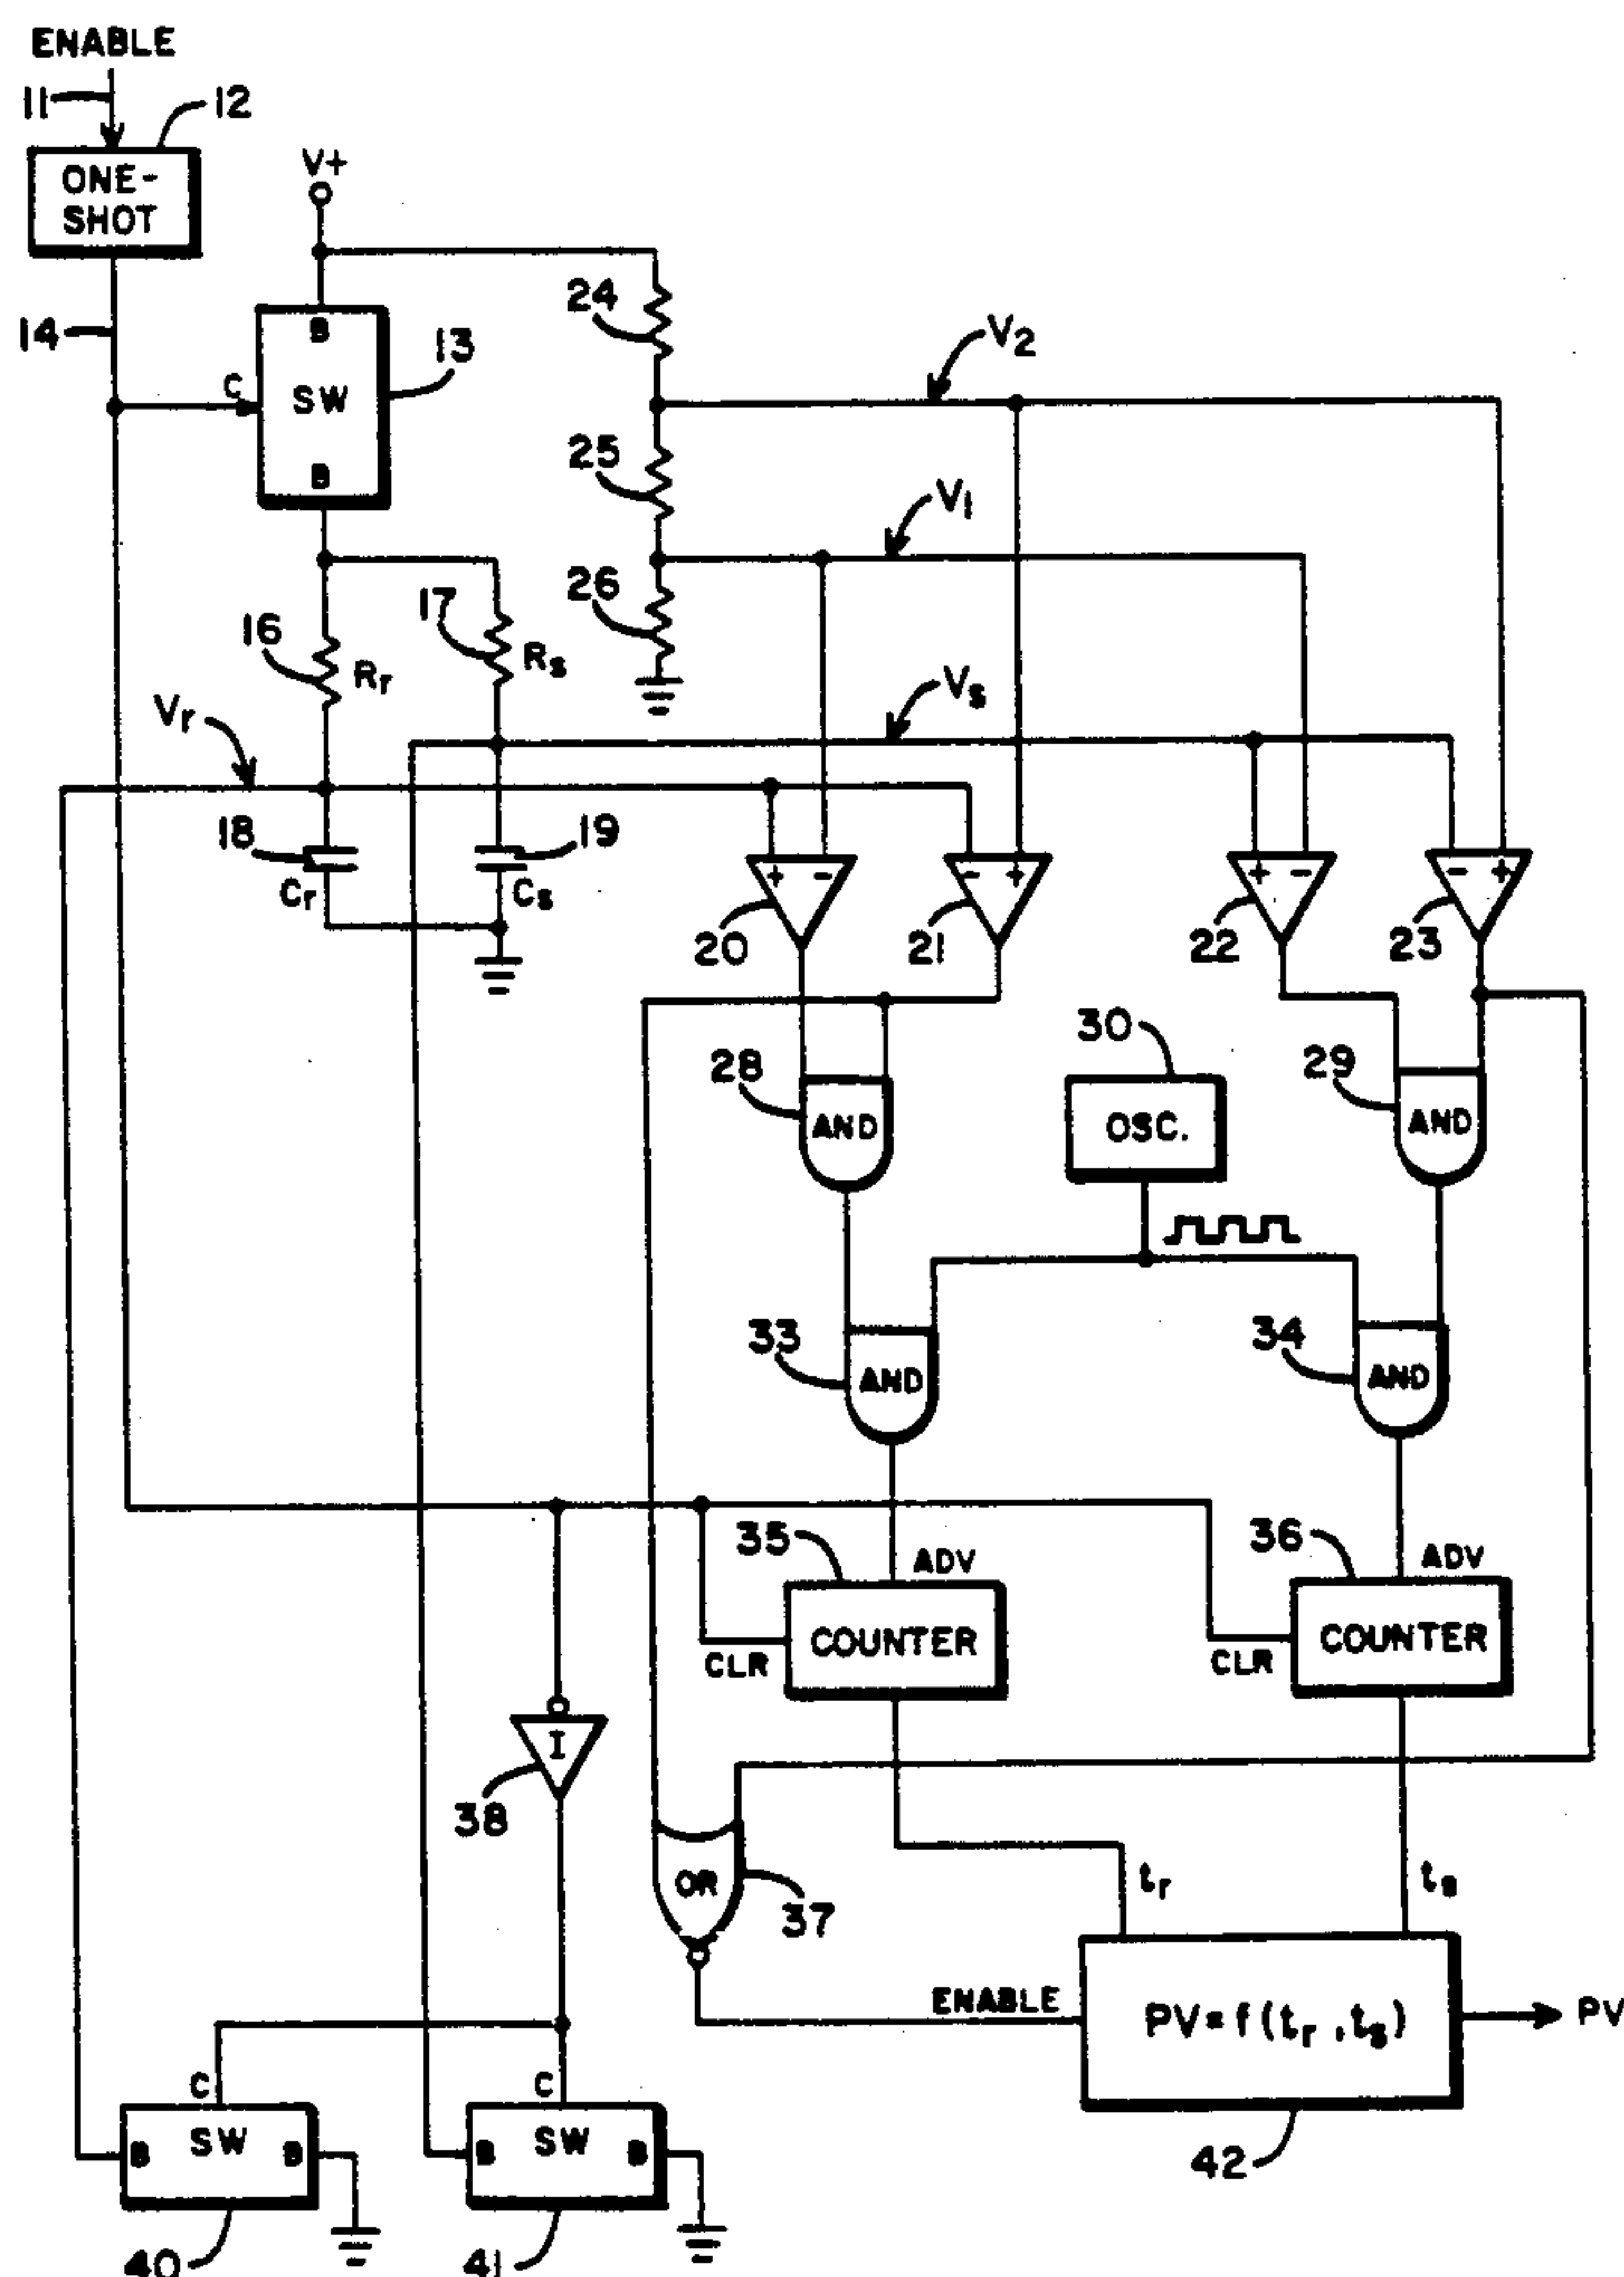 ENABLE
11
12
ONE-
SHOT
V+
14
C
B
SW
B
13
24
V2
25
V1
26
16
Rr
17
Rs
Vr
Vs
18
Cr
19
Cs
+ -
- +
+ -
- +
20
21
22
23
28
AND
30
OSC.
29
AND
33
AND
34
AND
35
ADV
COUNTER
CLR
36
ADV
COUNTER
CLR
I
38
OR
37
tr
ts
ENABLE
PV=f(tr,ts)
PV
42
C
B SW B
40
C
B SW B
41